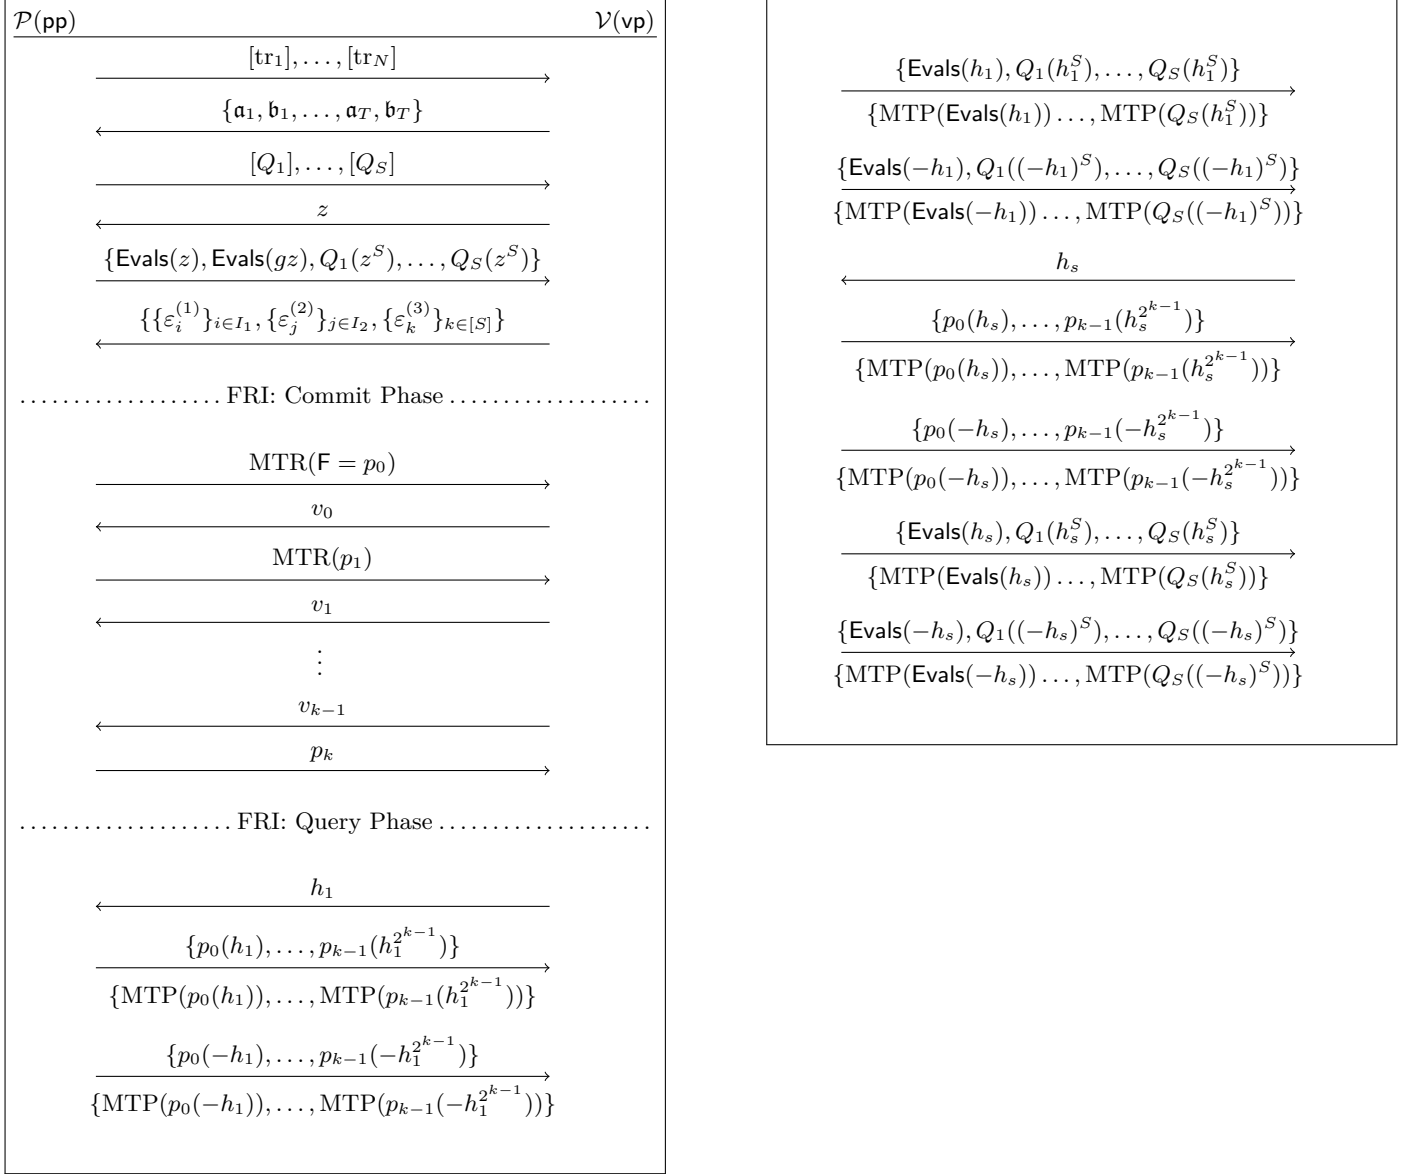 𝒫(pp) 𝒱(vp)
[tr₁], …, [tr_N]
{𝔞₁, 𝔟₁, …, 𝔞_T, 𝔟_T}
[Q₁], …, [Q_S]
z
{Evals(z), Evals(gz), Q₁(z^S), …, Q_S(z^S)}
{{ε_i^{(1)}}_{i∈I₁}, {ε_j^{(2)}}_{j∈I₂}, {ε_k^{(3)}}_{k∈[S]}}
................... FRI: Commit Phase ...................
MTR(F = p₀)
v₀
MTR(p₁)
v₁
⋮
v_{k−1}
p_k
.................... FRI: Query Phase ....................
h₁
{p₀(h₁), …, p_{k−1}(h₁^{2^{k−1}})}
{MTP(p₀(h₁)), …, MTP(p_{k−1}(h₁^{2^{k−1}}))}
{p₀(−h₁), …, p_{k−1}(−h₁^{2^{k−1}})}
{MTP(p₀(−h₁)), …, MTP(p_{k−1}(−h₁^{2^{k−1}}))}
{Evals(h₁), Q₁(h₁^S), …, Q_S(h₁^S)}
{MTP(Evals(h₁)) …, MTP(Q_S(h₁^S))}
{Evals(−h₁), Q₁((−h₁)^S), …, Q_S((−h₁)^S)}
{MTP(Evals(−h₁)) …, MTP(Q_S((−h₁)^S))}
h_s
{p₀(h_s), …, p_{k−1}(h_s^{2^{k−1}})}
{MTP(p₀(h_s)), …, MTP(p_{k−1}(h_s^{2^{k−1}}))}
{p₀(−h_s), …, p_{k−1}(−h_s^{2^{k−1}})}
{MTP(p₀(−h_s)), …, MTP(p_{k−1}(−h_s^{2^{k−1}}))}
{Evals(h_s), Q₁(h_s^S), …, Q_S(h_s^S)}
{MTP(Evals(h_s)) …, MTP(Q_S(h_s^S))}
{Evals(−h_s), Q₁((−h_s)^S), …, Q_S((−h_s)^S)}
{MTP(Evals(−h_s)) …, MTP(Q_S((−h_s)^S))}